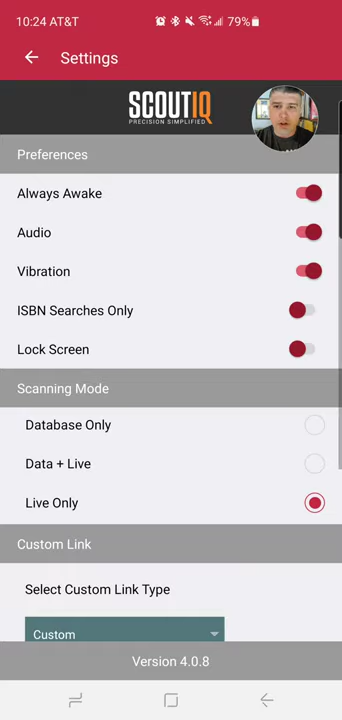 10:24 AT&T 79%
Settings
SCOUTIQ
PRECISION SIMPLIFIED
Preferences
Always Awake
Audio
Vibration
ISBN Searches Only
Lock Screen
Scanning Mode
Database Only
Data + Live
Live Only
Custom Link
Select Custom Link Type
Custom
Version 4.0.8